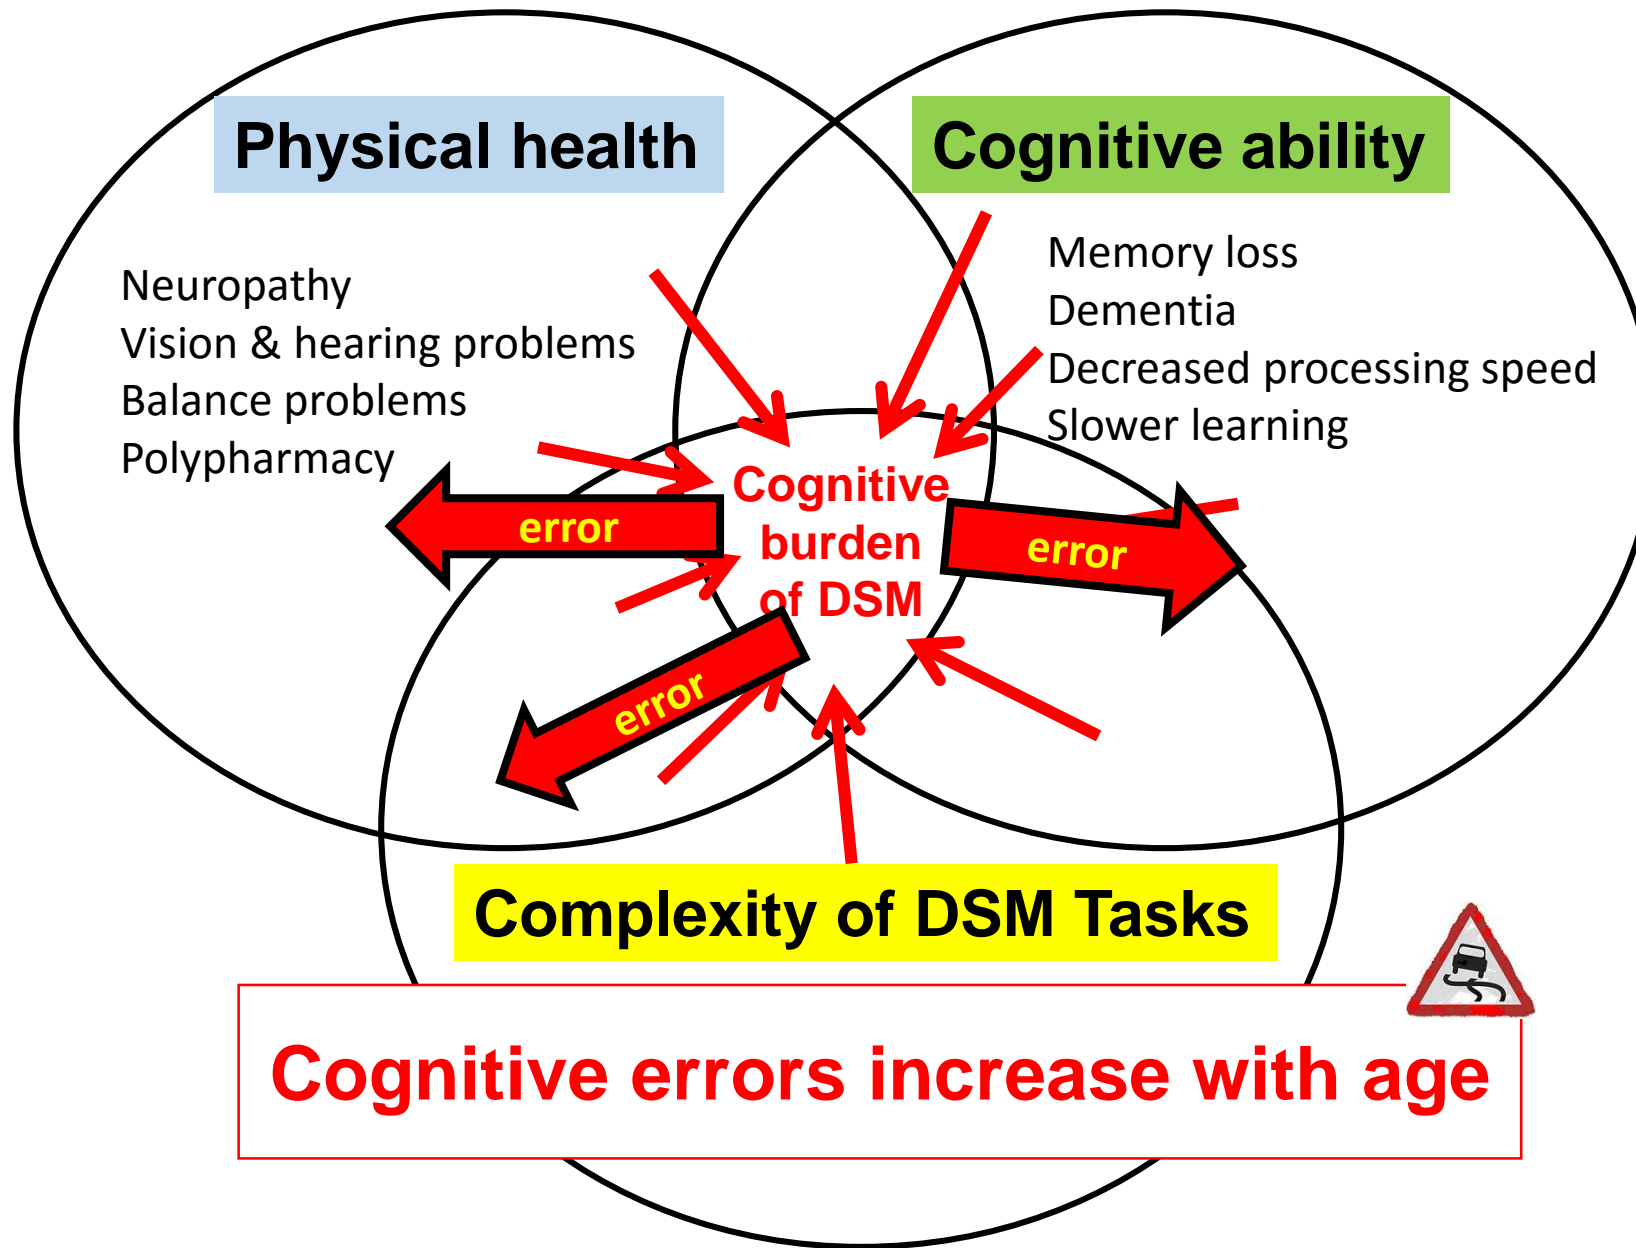 Physical health
Cognitive ability
Neuropathy
Vision & hearing problems
Balance problems
Polypharmacy
Memory loss
Dementia
Decreased processing speed
Slower learning
Cognitive
burden
of DSM
error
error
error
Complexity of DSM Tasks
Cognitive errors increase with age